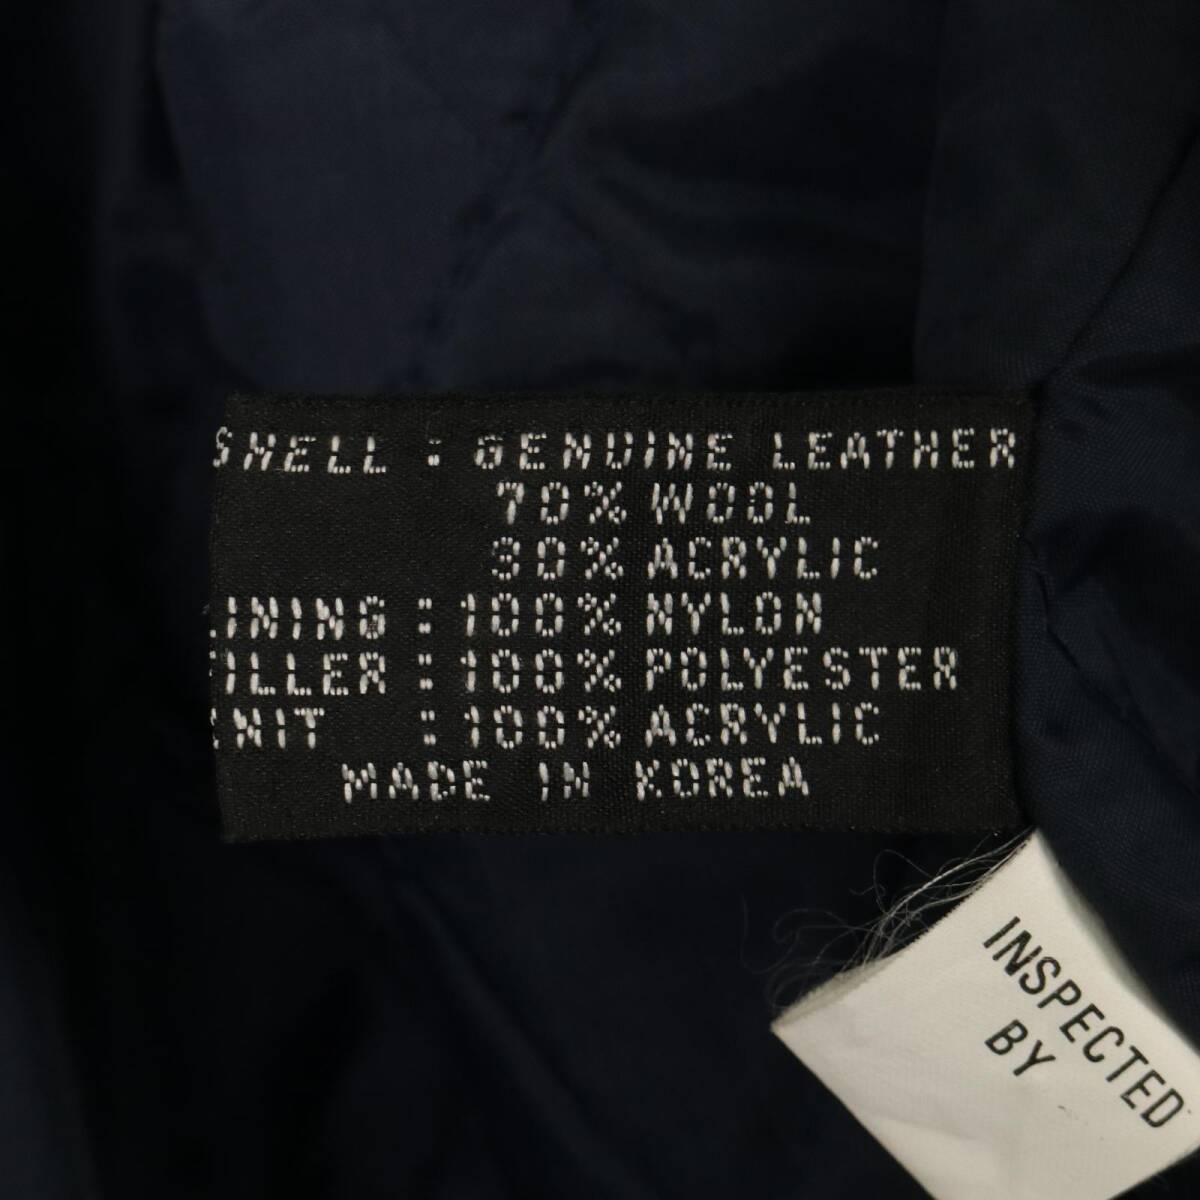 SHELL : GENUINE LEATHER
70% WOOL
30% ACRYLIC
LINING : 100% NYLON
FILLER : 100% POLYESTER
KNIT : 100% ACRYLIC
MADE IN KOREA
INSPECTED
BY